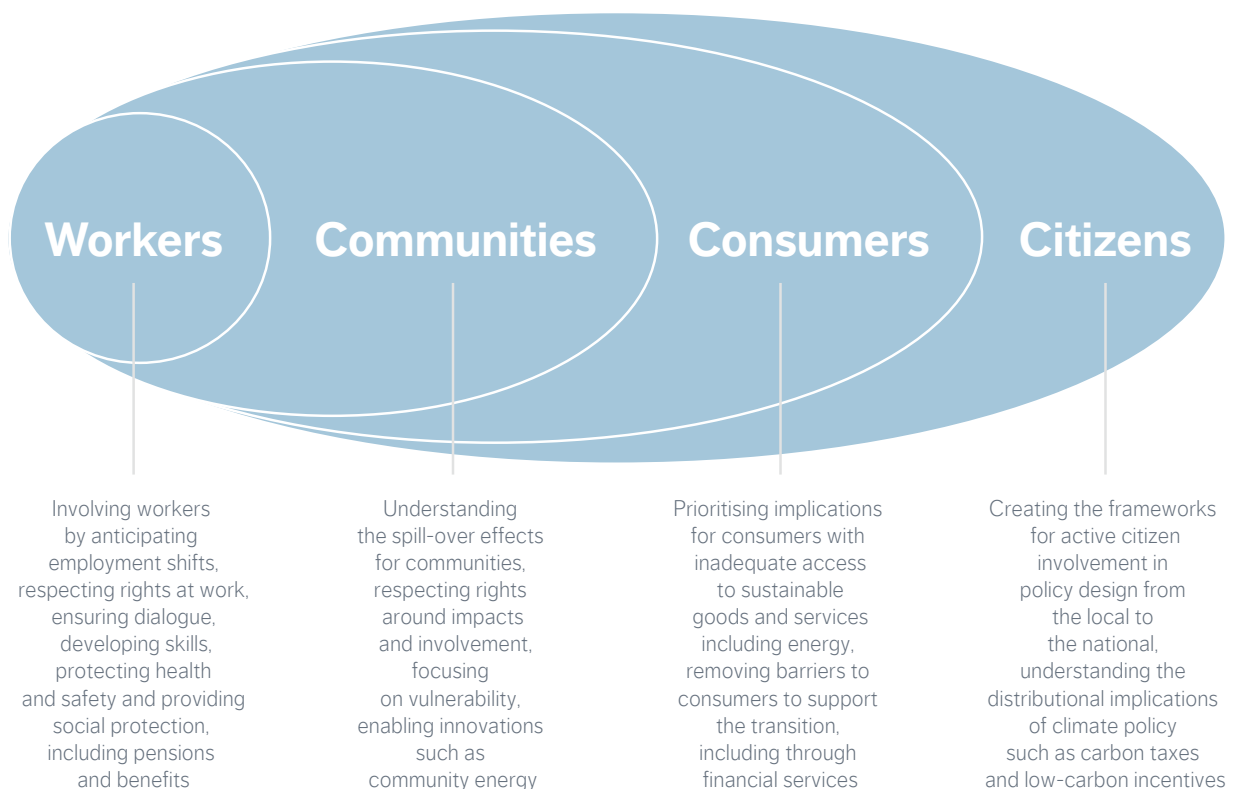 Workers
Communities
Consumers
Citizens
Involving workers
by anticipating
employment shifts,
respecting rights at work,
ensuring dialogue,
developing skills,
protecting health
and safety and providing
social protection,
including pensions
and benefits
Understanding
the spill-over effects
for communities,
respecting rights
around impacts
and involvement,
focusing
on vulnerability,
enabling innovations
such as
community energy
Prioritising implications
for consumers with
inadequate access
to sustainable
goods and services
including energy,
removing barriers to
consumers to support
the transition,
including through
financial services
Creating the frameworks
for active citizen
involvement in
policy design from
the local to
the national,
understanding the
distributional implications
of climate policy
such as carbon taxes
and low-carbon incentives